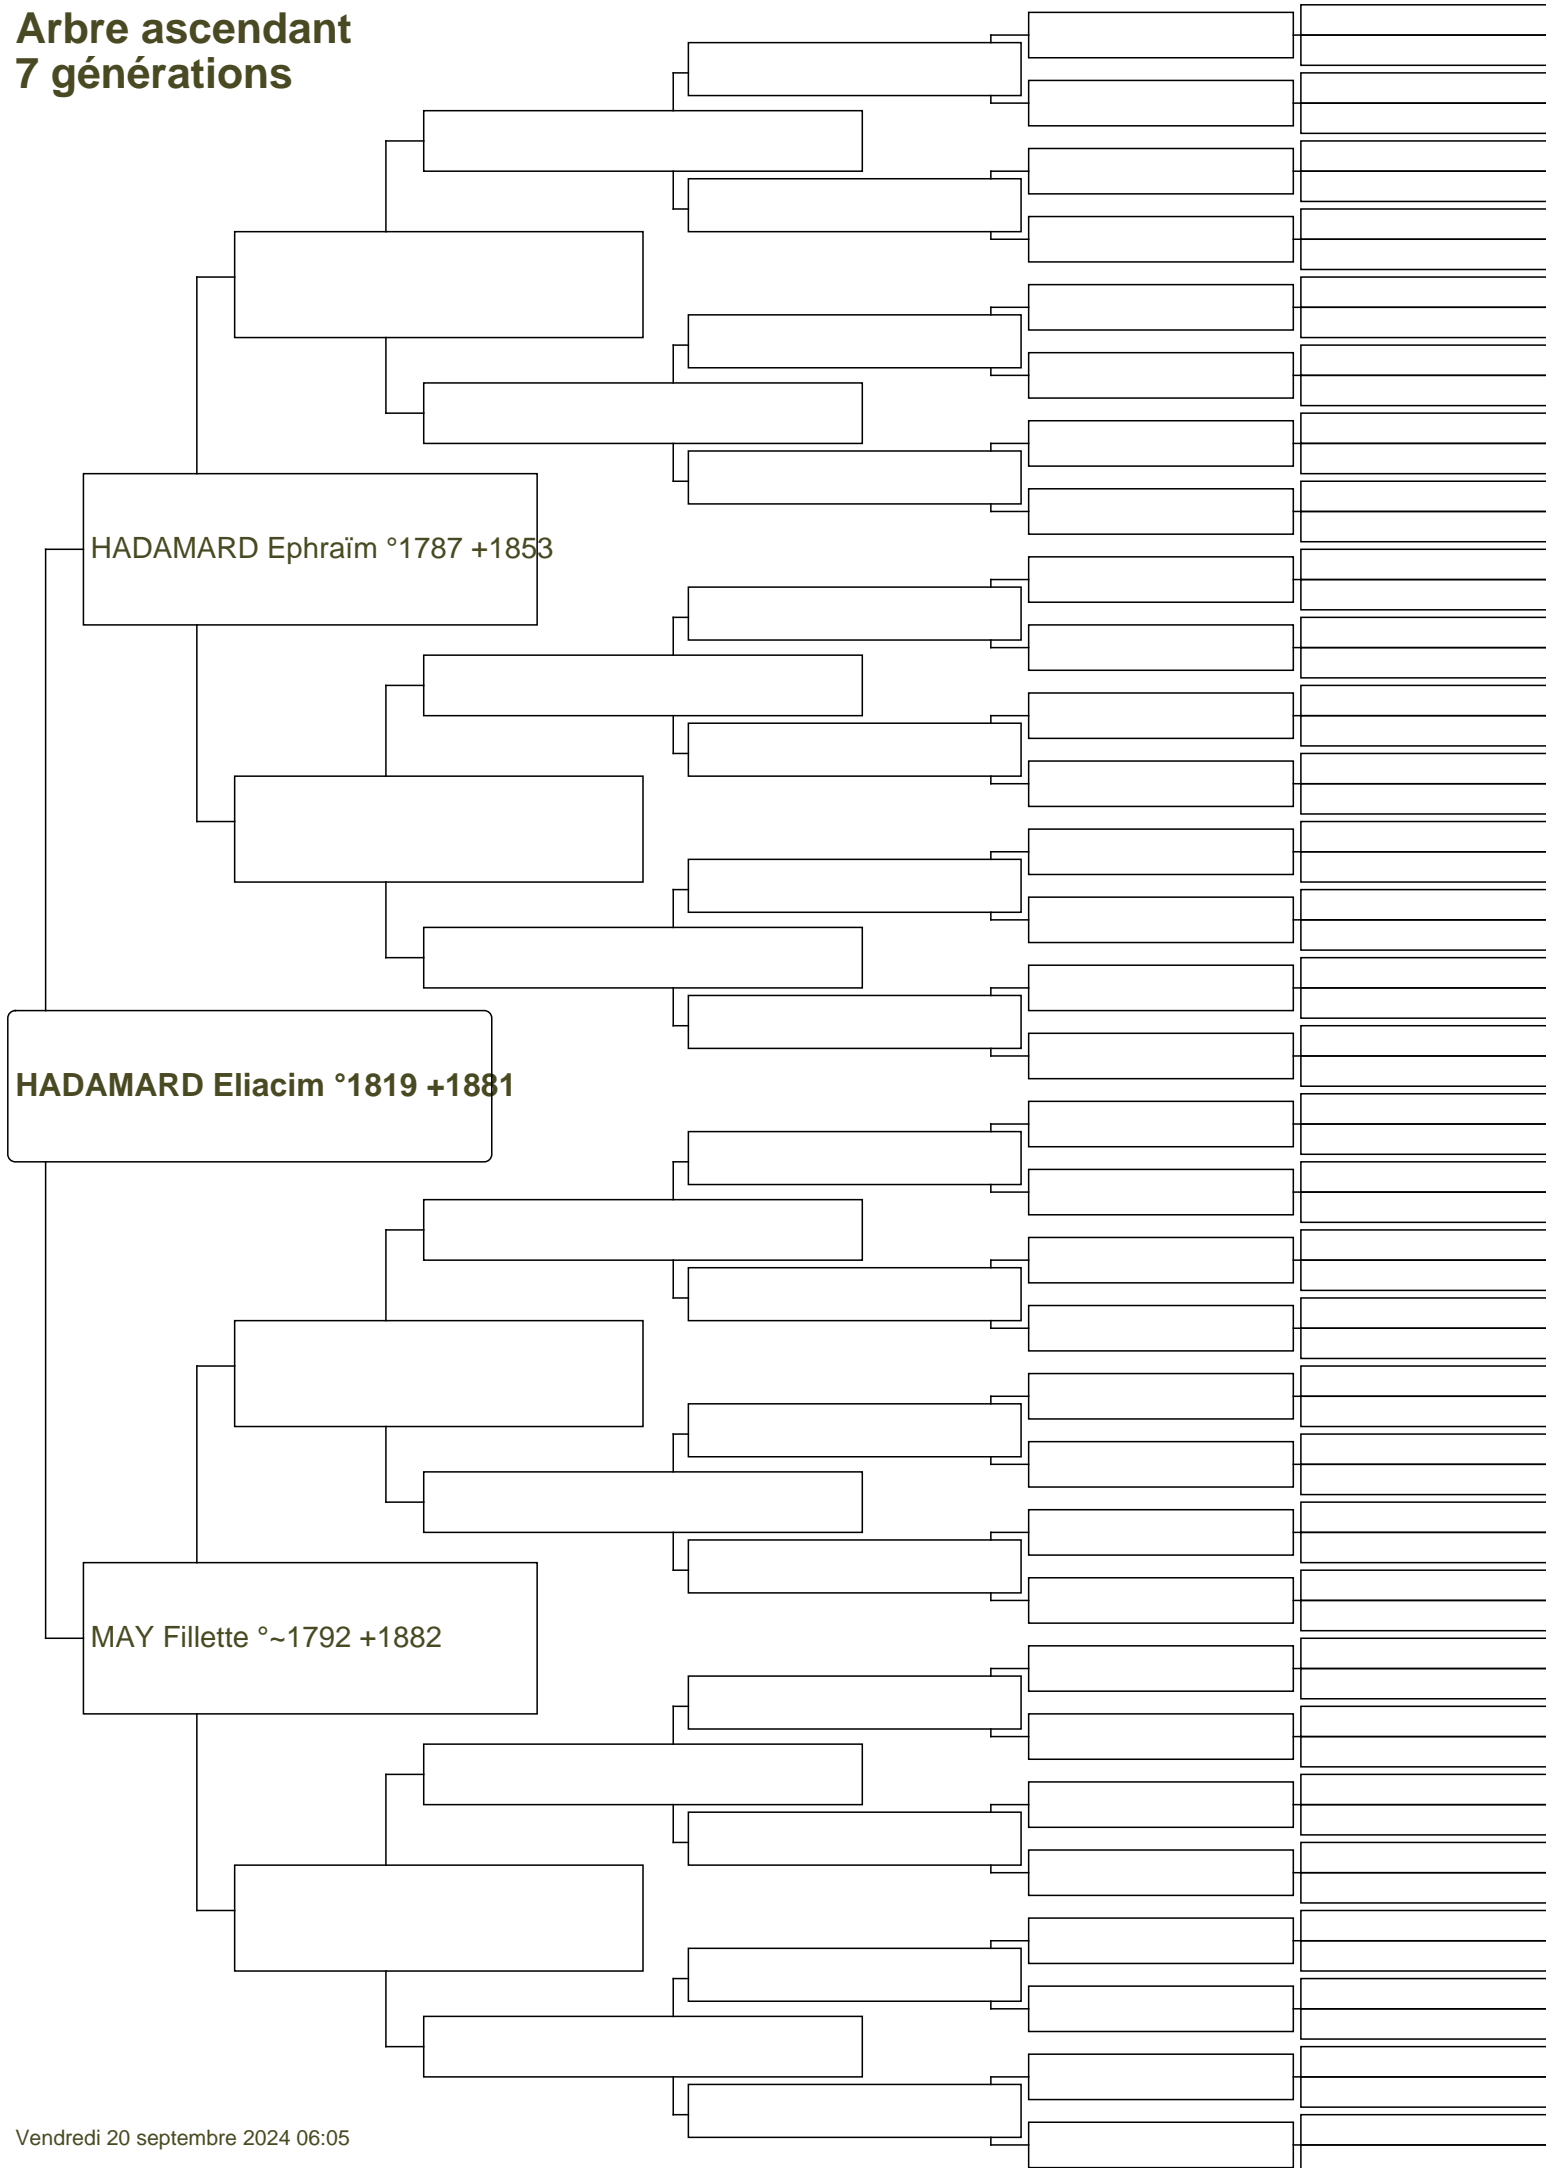 Arbre ascendant
7 générations
HADAMARD Ephraïm °1787 +1853
HADAMARD Eliacim °1819 +1881
MAY Fillette °~1792 +1882
Vendredi 20 septembre 2024 06:05